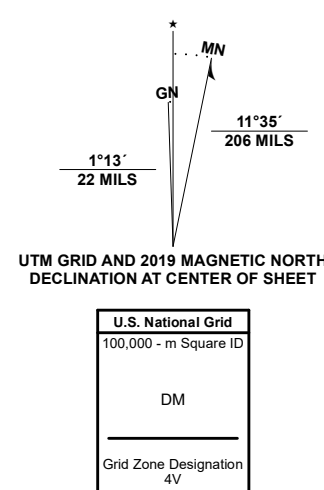 ★
MN
GN
11°35´
206 MILS
1°13´
22 MILS
UTM GRID AND 2019 MAGNETIC NORTH
DECLINATION AT CENTER OF SHEET
U.S. National Grid
100,000 - m Square ID
DM
Grid Zone Designation
4V